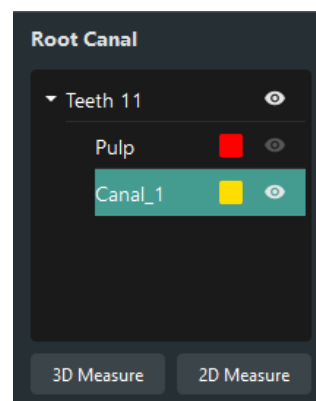 Root Canal
Teeth 11
Pulp
Canal_1
3D Measure 2D Measure